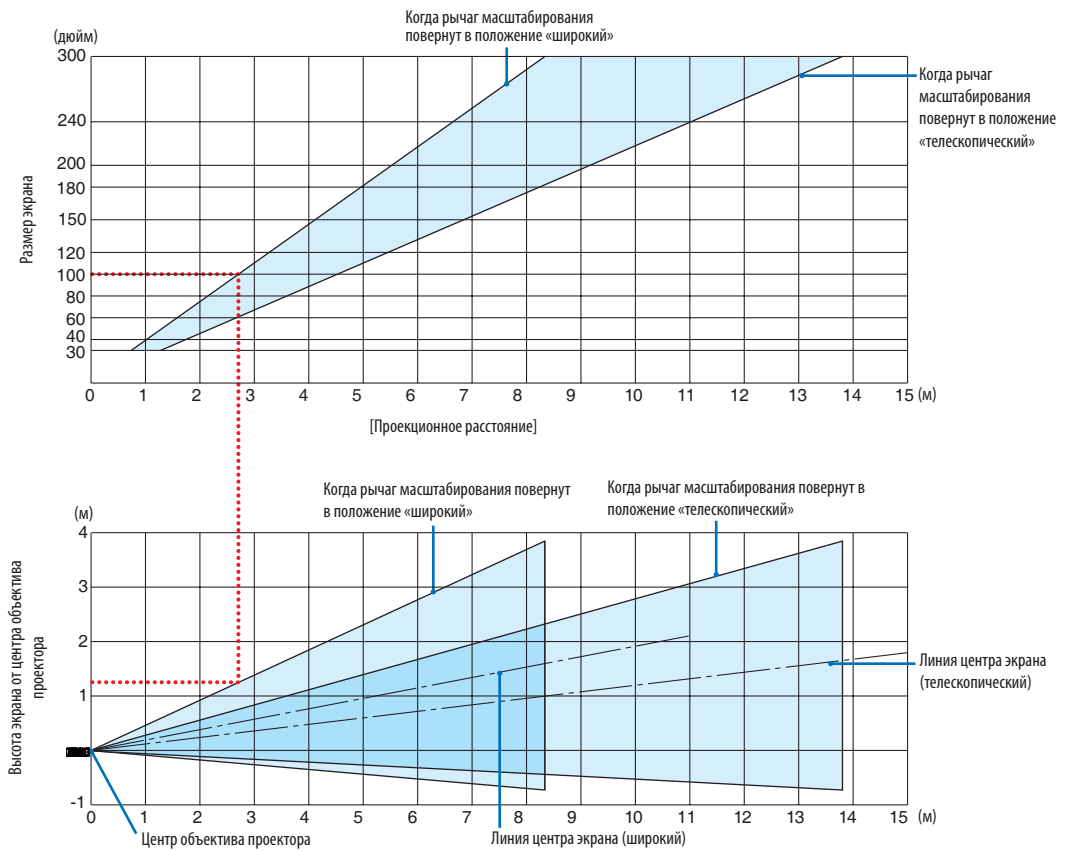 Когда рычаг масштабирования
повернут в положение «широкий»
(дюйм)
300
240
200
180
150
120
100
80
60
40
30
Размер экрана
Когда рычаг
масштабирования
повернут в положение
«телескопический»
0 1 2 3 4 5 6 7 8 9 10 11 12 13 14 15 (м)
[Проекционное расстояние]
Когда рычаг масштабирования повернут
в положение «широкий»
Когда рычаг масштабирования повернут в
положение «телескопический»
(м)
4
3
2
1
-1
Высота экрана от центра объектива
проектора
Линия центра экрана
(телескопический)
0 1 2 3 4 5 6 7 8 9 10 11 12 13 14 15 (м)
Центр объектива проектора
Линия центра экрана (широкий)